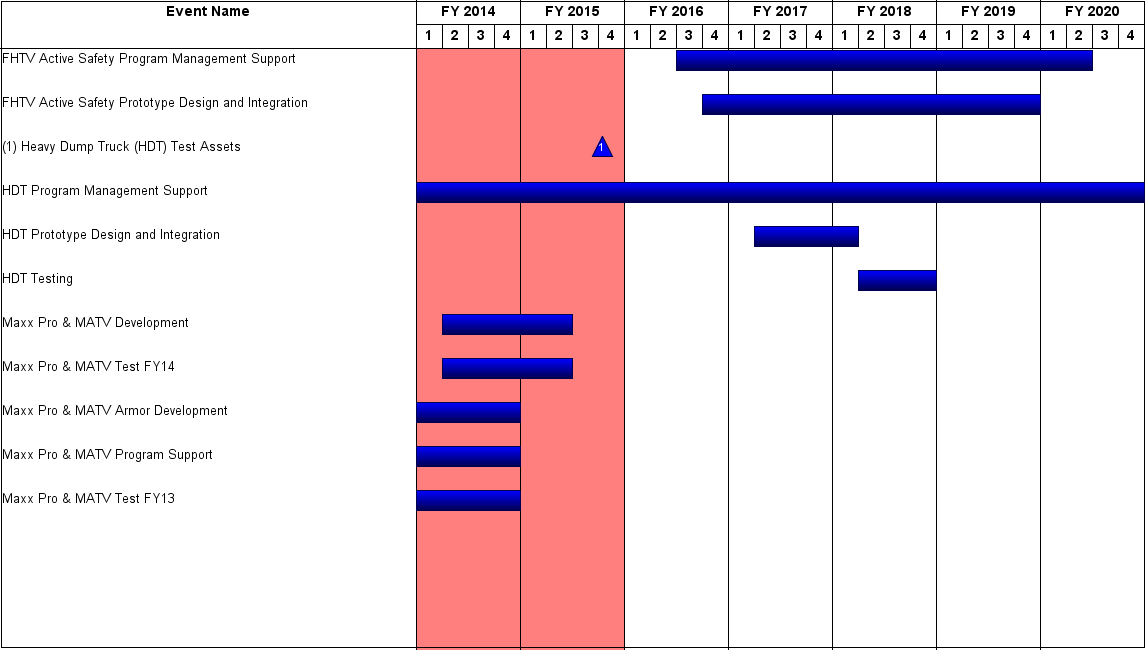 Event Name FY 2014 FY 2015 FY 2016 FY 2017 FY 2018 FY 2019 FY 2020
1 2 3 4 1 2 3 4 1 2 3 4 1 2 3 4 1 2 3 4 1 2 3 4 1 2 3 4
FHTV Active Safety Program Management Support
FHTV Active Safety Prototype Design and Integration
(1) Heavy Dump Truck (HDT) Test Assets 1
HDT Program Management Support
HDT Prototype Design and Integration
HDT Testing
Maxx Pro & MATV Development
Maxx Pro & MATV Test FY14
Maxx Pro & MATV Armor Development
Maxx Pro & MATV Program Support
Maxx Pro & MATV Test FY13